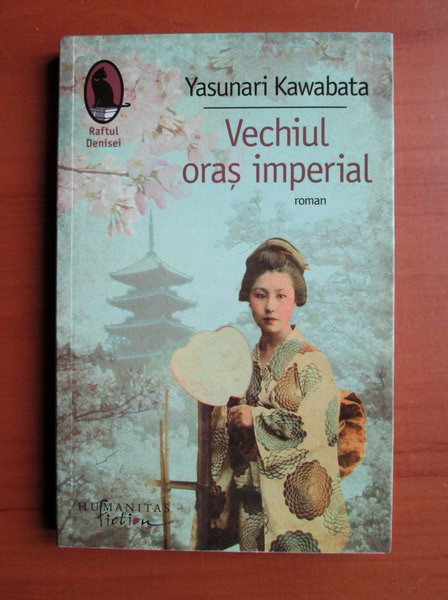 Raftul
Denisei
Yasunari Kawabata
Vechiul
oraș imperial
roman
HUMANITAS
fiction